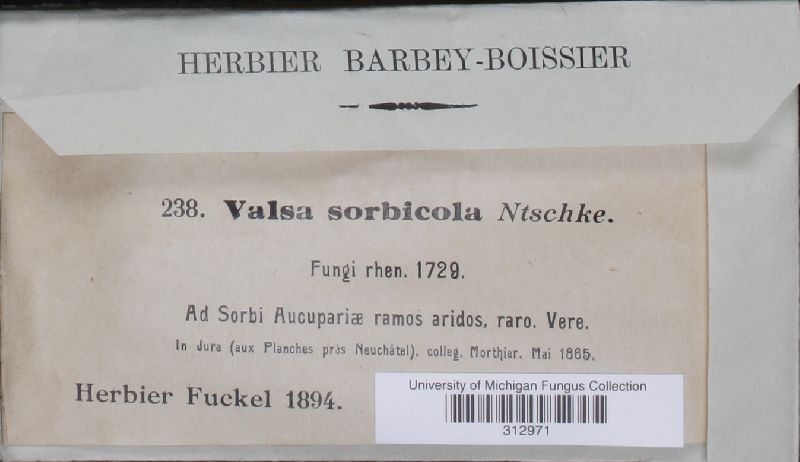 HERBIER BARBEY-BOISSIER
238. Valsa sorbicola Ntschke.
Fungi rhen. 1729.
Ad Sorbi Aucupariæ ramos aridos, raro. Vere.
In Jura (aux Planches près Neuchâtel), colleg. Morthier. Mai 1865.
Herbier Fuckel 1894.
University of Michigan Fungus Collection
312971